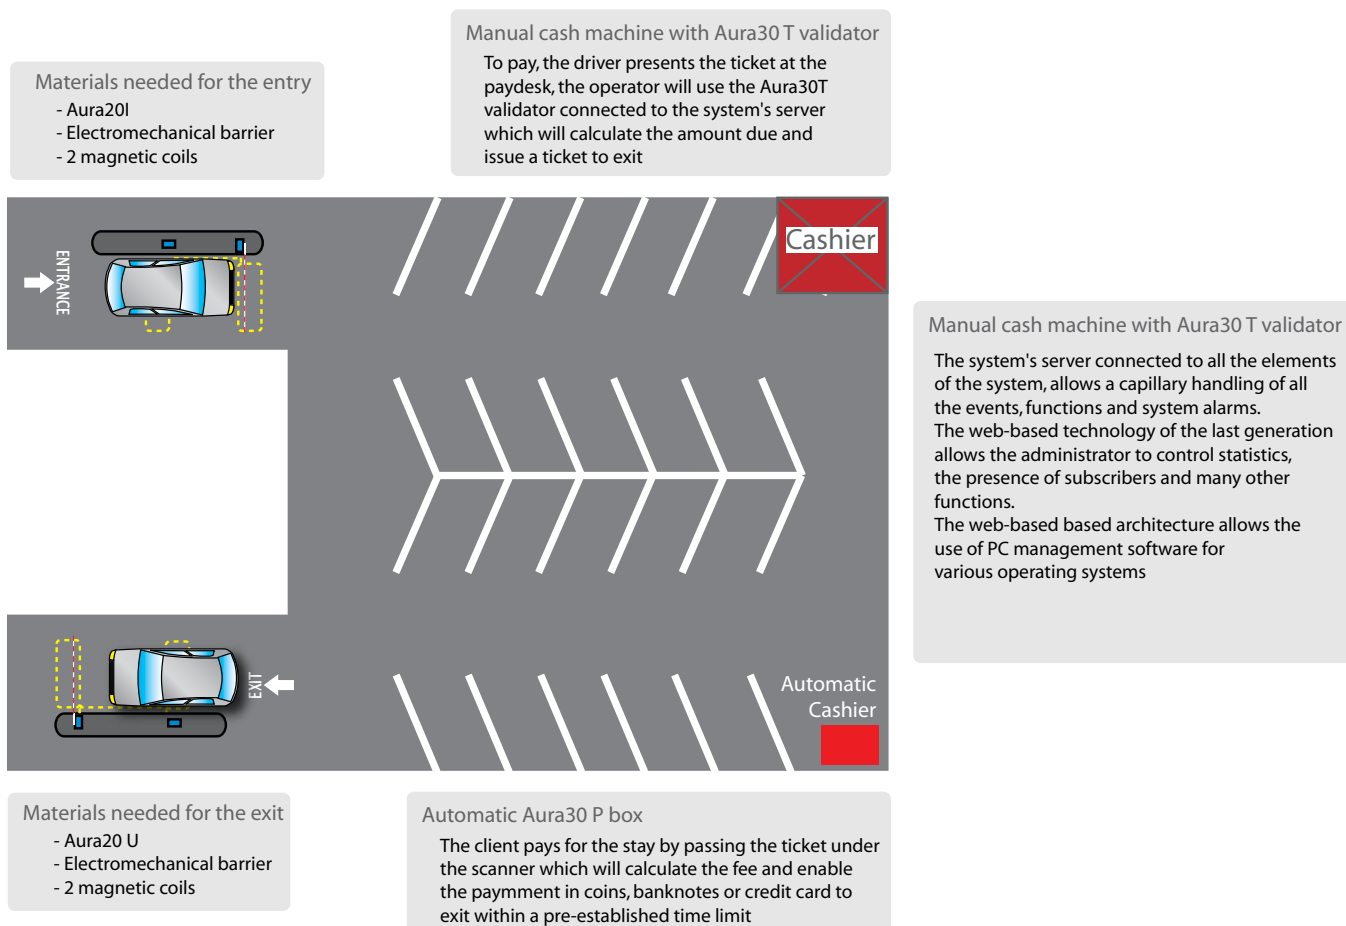 Manual cash machine with Aura30 T validator
To pay, the driver presents the ticket at the
paydesk, the operator will use the Aura30T
validator connected to the system's server
which will calculate the amount due and
issue a ticket to exit
Materials needed for the entry
- Aura20I
- Electromechanical barrier
- 2 magnetic coils
ENTRANCE
Cashier
Manual cash machine with Aura30 T validator
The system's server connected to all the elements
of the system, allows a capillary handling of all
the events, functions and system alarms.
The web-based technology of the last generation
allows the administrator to control statistics,
the presence of subscribers and many other
functions.
The web-based based architecture allows the
use of PC management software for
various operating systems
EXIT
Automatic
Cashier
Materials needed for the exit
- Aura20 U
- Electromechanical barrier
- 2 magnetic coils
Automatic Aura30 P box
The client pays for the stay by passing the ticket under
the scanner which will calculate the fee and enable
the paymment in coins, banknotes or credit card to
exit within a pre-established time limit